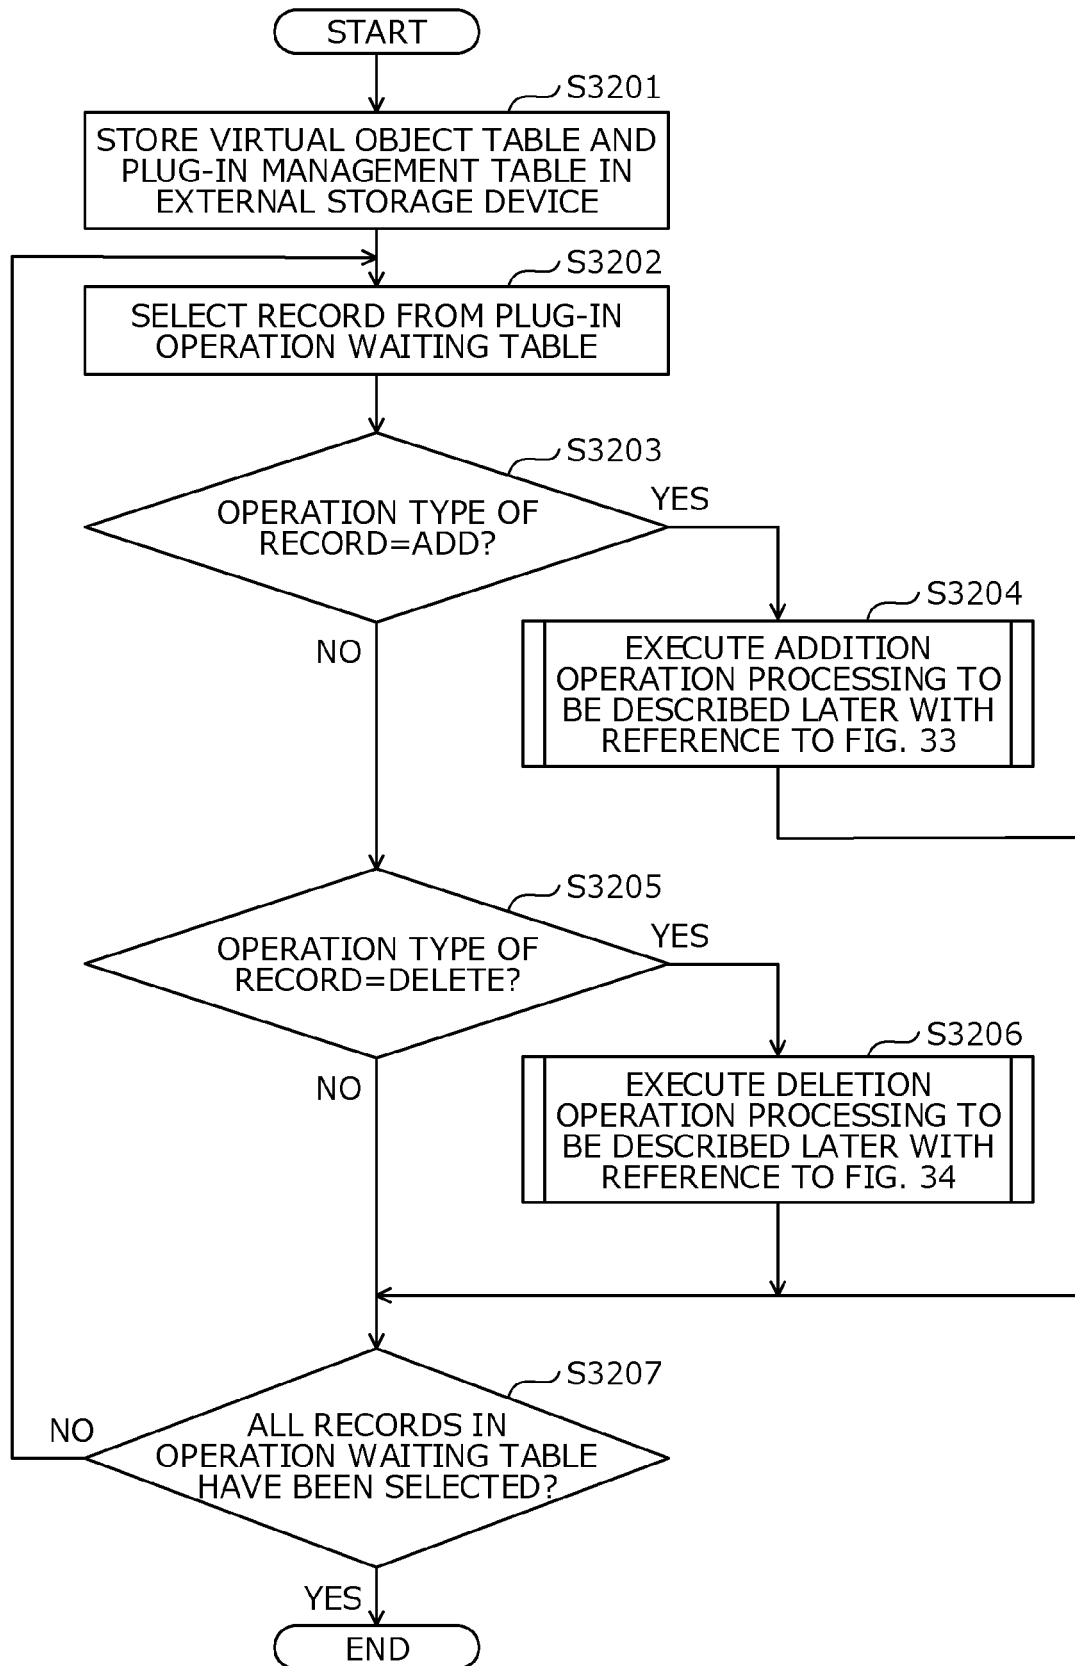 START
S3201
STORE VIRTUAL OBJECT TABLE AND
PLUG-IN MANAGEMENT TABLE IN
EXTERNAL STORAGE DEVICE
S3202
SELECT RECORD FROM PLUG-IN
OPERATION WAITING TABLE
S3203
OPERATION TYPE OF
RECORD=ADD?
YES
NO
S3204
EXECUTE ADDITION
OPERATION PROCESSING TO
BE DESCRIBED LATER WITH
REFERENCE TO FIG. 33
S3205
OPERATION TYPE OF
RECORD=DELETE?
YES
NO
S3206
EXECUTE DELETION
OPERATION PROCESSING TO
BE DESCRIBED LATER WITH
REFERENCE TO FIG. 34
S3207
ALL RECORDS IN
OPERATION WAITING TABLE
HAVE BEEN SELECTED?
NO
YES
END